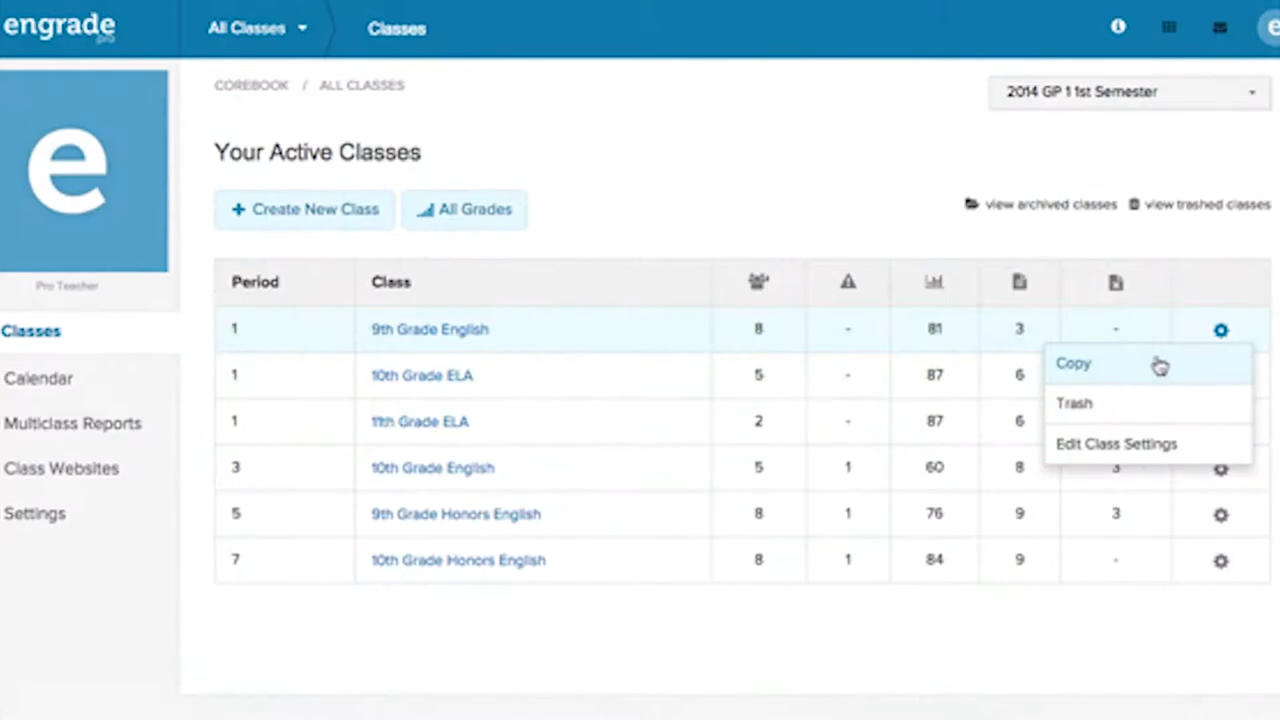 engrade
pro
All Classes
Classes
e
COREBOOK / ALL CLASSES
2014 GP 1 1st Semester
e
Your Active Classes
+ Create New Class
All Grades
view archived classes
view trashed classes
Pro Teacher
Classes
Calendar
Multiclass Reports
Class Websites
Settings
Period Class
1 9th Grade English 8 - 81 3 -
1 10th Grade ELA 5 - 87 6
1 11th Grade ELA 2 - 87 6
3 10th Grade English 5 1 60 8 3
5 9th Grade Honors English 8 1 76 9 3
7 10th Grade Honors English 8 1 84 9 -
Copy
Trash
Edit Class Settings